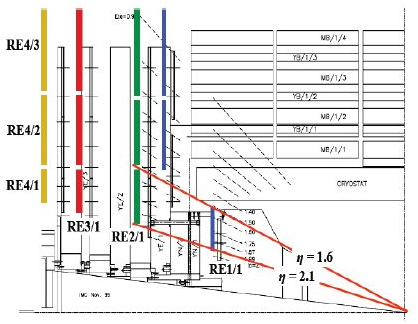 RE4/3
RE4/2
RE4/1
RE3/1
RE2/1
RE1/1
MB/1/4
YB/1/3
MB/1/3
YB/1/2
MB/1/2
YB/1/1
MB/1/1
CRYOSTAT
YE/2
η = 1.6
η = 2.1